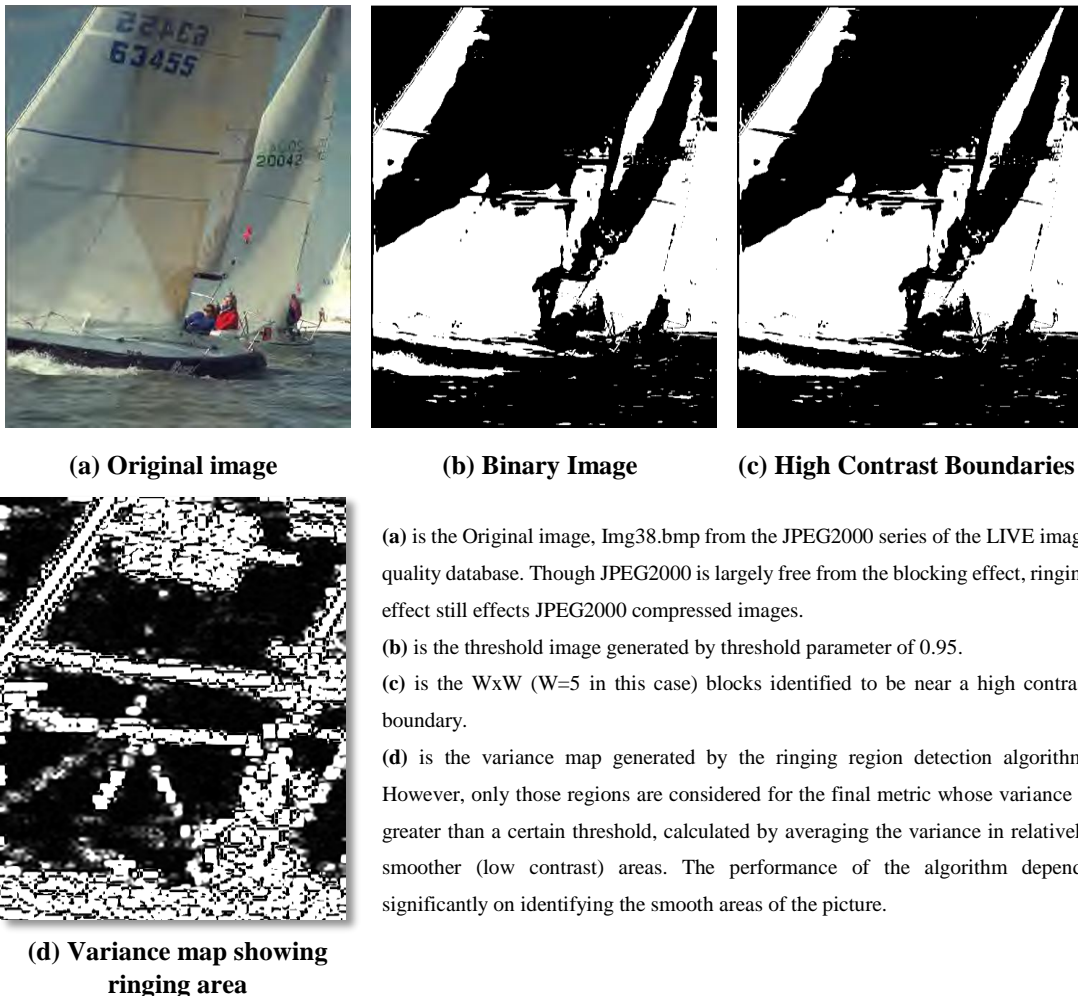 63455
63455
20042
(a) Original image
(b) Binary Image
(c) High Contrast Boundaries
(a) is the Original image, Img38.bmp from the JPEG2000 series of the LIVE imag
quality database. Though JPEG2000 is largely free from the blocking effect, ringin
effect still effects JPEG2000 compressed images.
(b) is the threshold image generated by threshold parameter of 0.95.
(c) is the WxW (W=5 in this case) blocks identified to be near a high contra
boundary.
(d) is the variance map generated by the ringing region detection algorithm
However, only those regions are considered for the final metric whose variance
greater than a certain threshold, calculated by averaging the variance in relativel
smoother (low contrast) areas. The performance of the algorithm depend
significantly on identifying the smooth areas of the picture.
(d) Variance map showing
ringing area